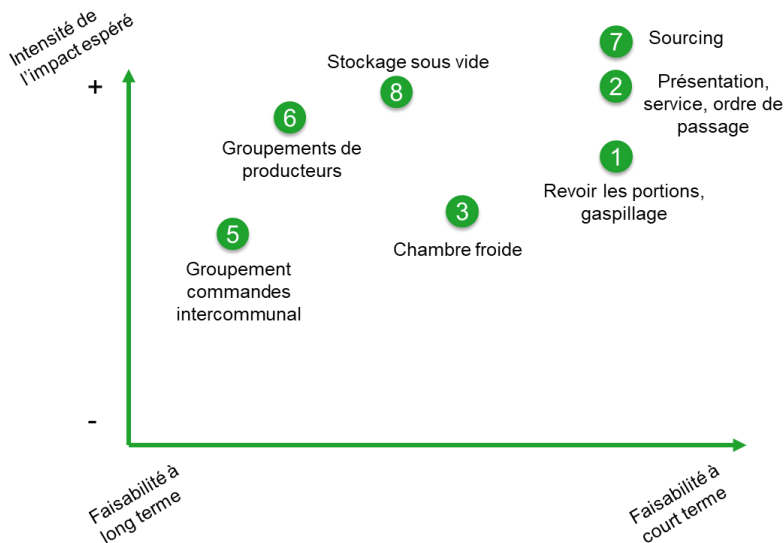 Intensité de
l'impact espéré
+
-
7
Sourcing
2
Présentation,
service, ordre de
passage
Stockage sous vide
8
6
Groupements de
producteurs
1
Revoir les portions,
gaspillage
3
Chambre froide
5
Groupement
commandes
intercommunal
Faisabilité à
long terme
Faisabilité à
court terme